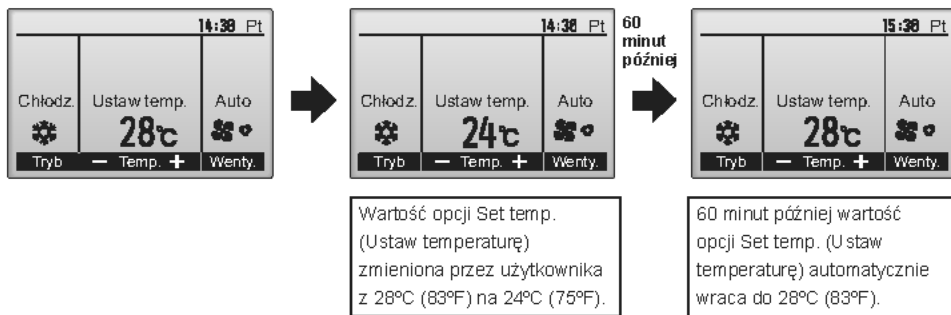 14:38 Pt
Chłodz.
Ustaw temp.
Auto
28°C
Tryb
— Temp. +
Wenty.
14:38 Pt
Chłodz.
Ustaw temp.
Auto
24°C
Tryb
— Temp. +
Wenty.
60
minut
później
15:38 Pt
Chłodz.
Ustaw temp.
Auto
28°C
Tryb
— Temp. +
Wenty.
Wartość opcji Set temp.
(Ustaw temperaturę)
zmieniona przez użytkownika
z 28ºC (83ºF) na 24ºC (75ºF).
60 minut później wartość
opcji Set temp. (Ustaw
temperaturę) automatycznie
wraca do 28ºC (83ºF).